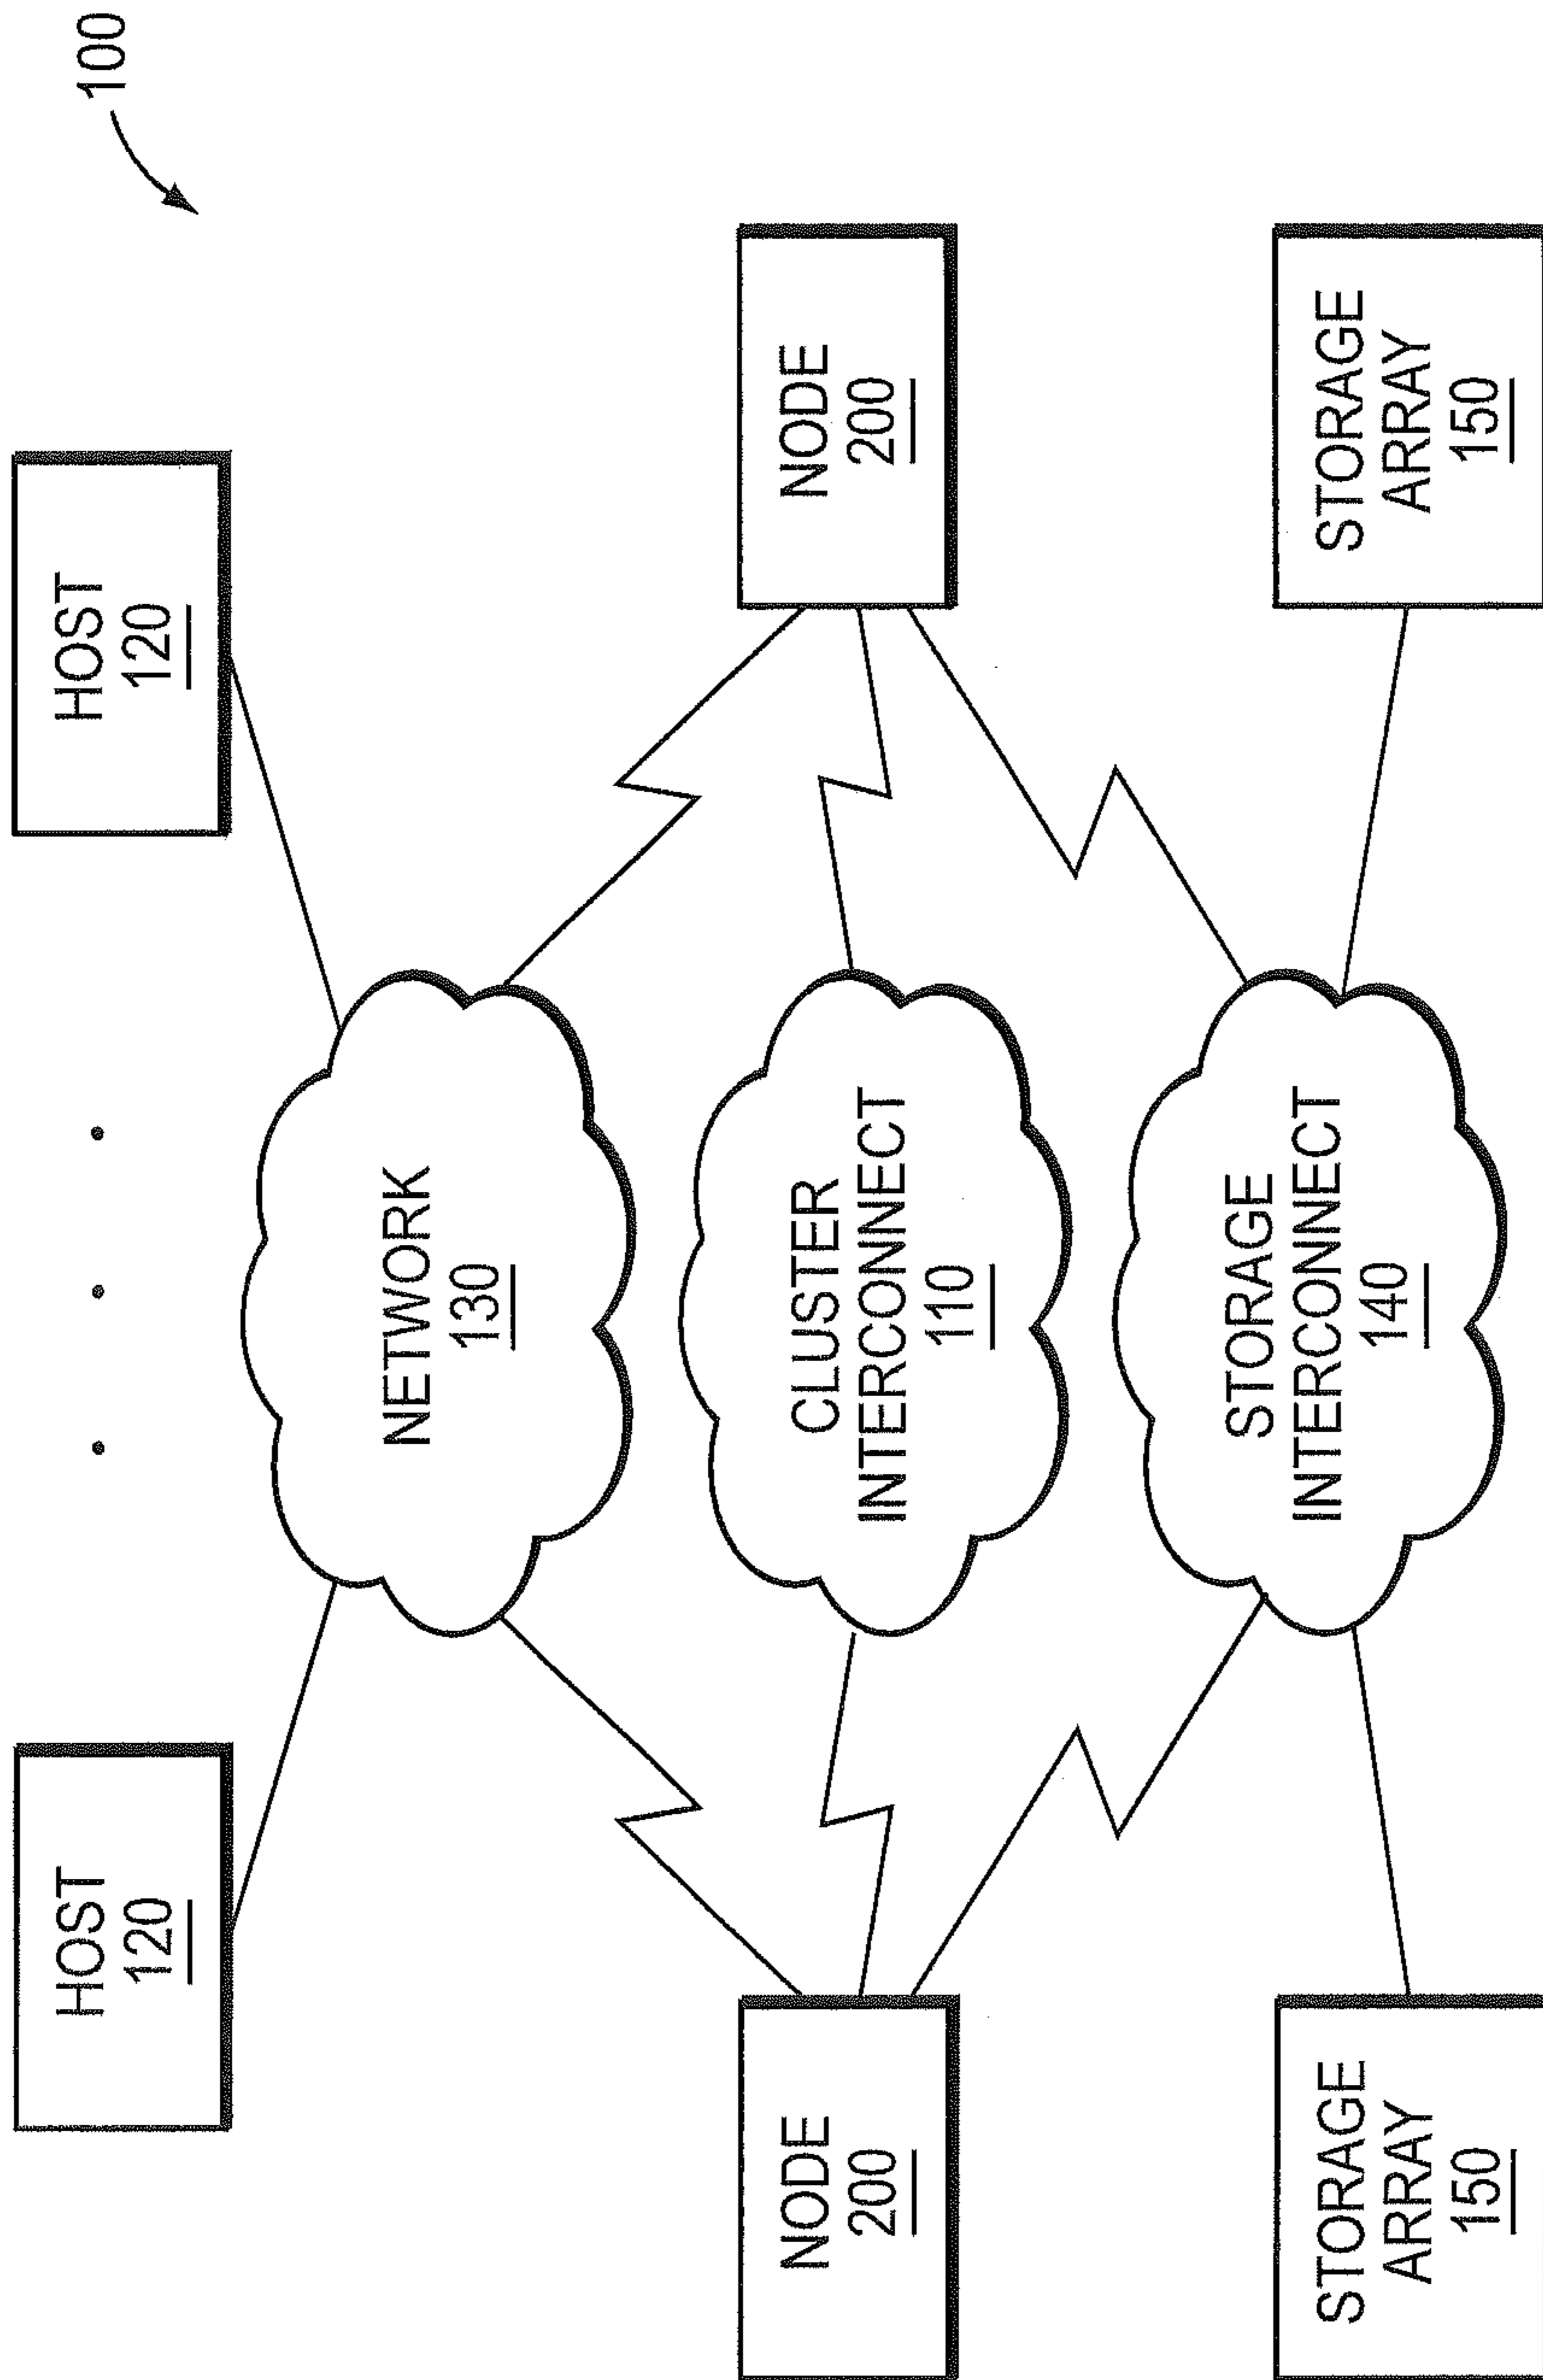 100
HOST
120
HOST
120
NETWORK
130
NODE
200
CLUSTER
INTERCONNECT
110
NODE
200
STORAGE
INTERCONNECT
140
STORAGE
ARRAY
150
STORAGE
ARRAY
150